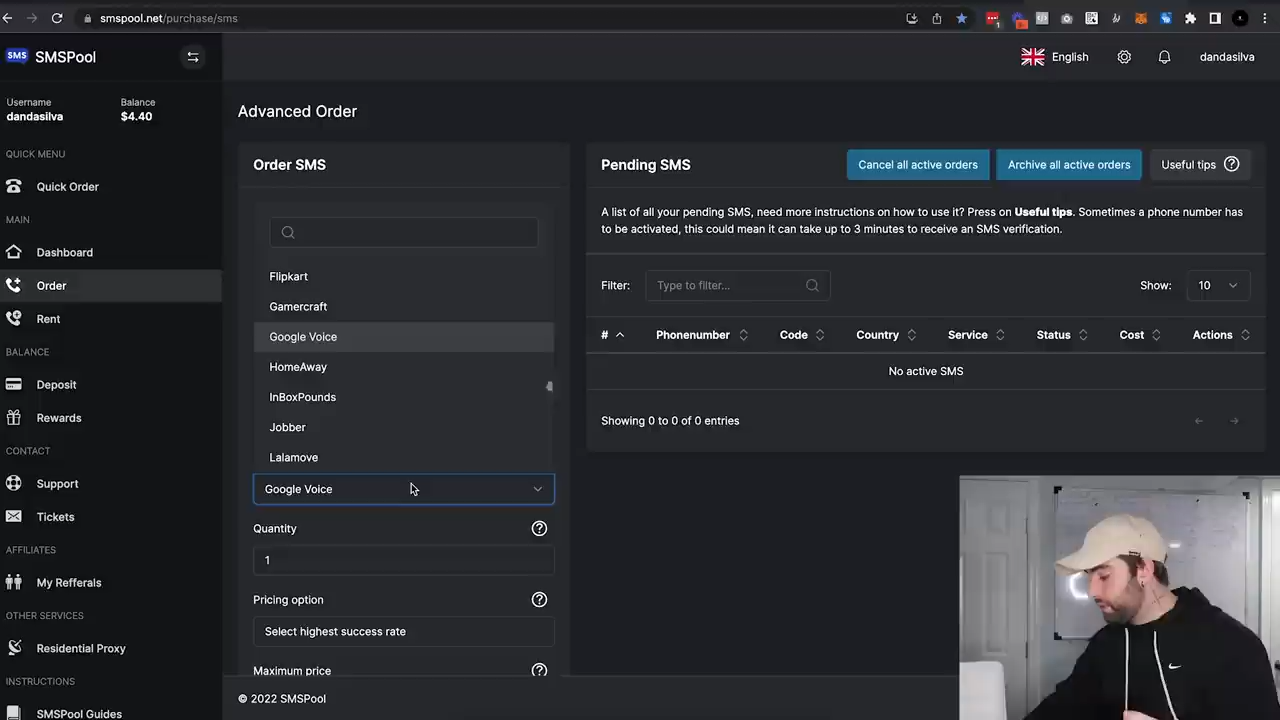 smspool.net/purchase/sms
SMS SMSPool
English
dandasilva
Username
dandasilva
Balance
$4.40
QUICK MENU
Quick Order
MAIN
Dashboard
Order
Rent
BALANCE
Deposit
Rewards
CONTACT
Support
Tickets
AFFILIATES
My Refferals
OTHER SERVICES
Residential Proxy
INSTRUCTIONS
SMSPool Guides
Advanced Order
Order SMS
Flipkart
Gamercraft
Google Voice
HomeAway
InBoxPounds
Jobber
Lalamove
Google Voice
Quantity
1
Pricing option
Select highest success rate
Maximum price
Pending SMS
Cancel all active orders
Archive all active orders
Useful tips
A list of all your pending SMS, need more instructions on how to use it? Press on Useful tips. Sometimes a phone number has
to be activated, this could mean it can take up to 3 minutes to receive an SMS verification.
Filter: Type to filter... Show: 10
# Phonenumber Code Country Service Status Cost Actions
No active SMS
Showing 0 to 0 of 0 entries
© 2022 SMSPool